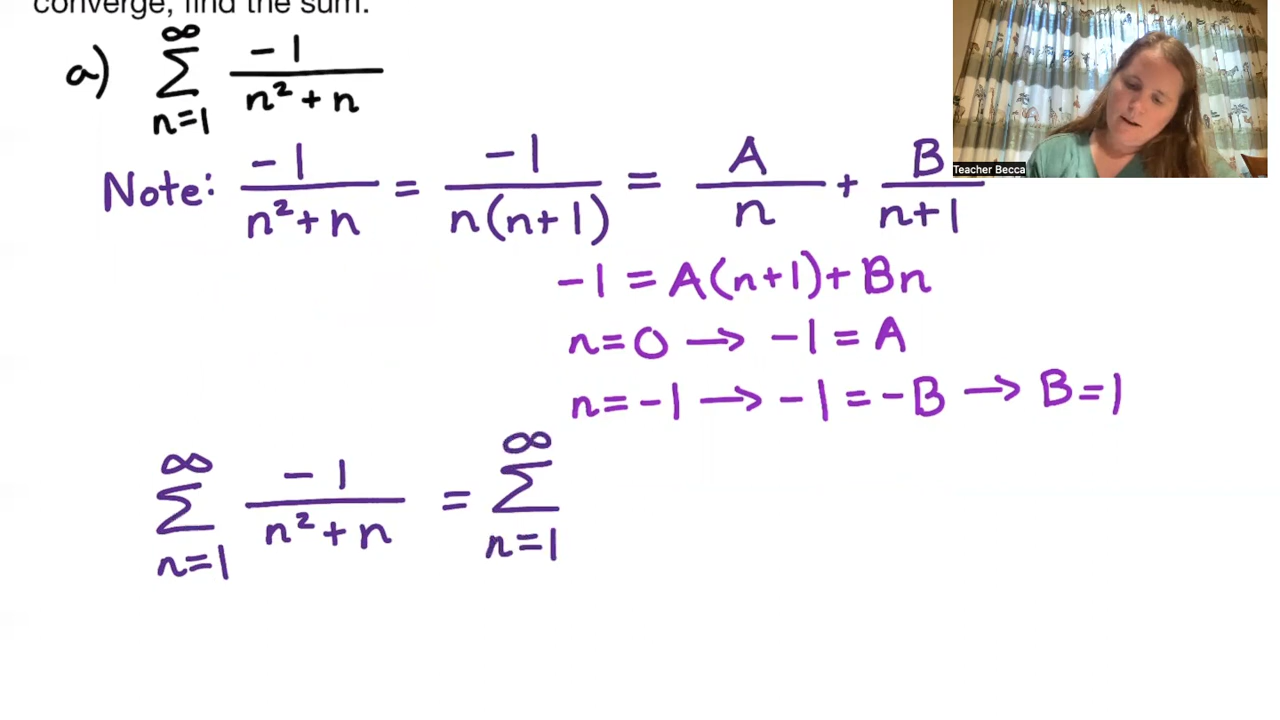 converge, find the sum.
a) ∞ Σ n=1 -1/(n²+n)
Note: -1/(n²+n) = -1/(n(n+1)) = A/n + B/(n+1)
Teacher Becca
-1 = A(n+1)+Bn
n=0 → -1=A
n=-1 → -1=-B → B=1
∞ Σ n=1 -1/(n²+n) = ∞ Σ n=1